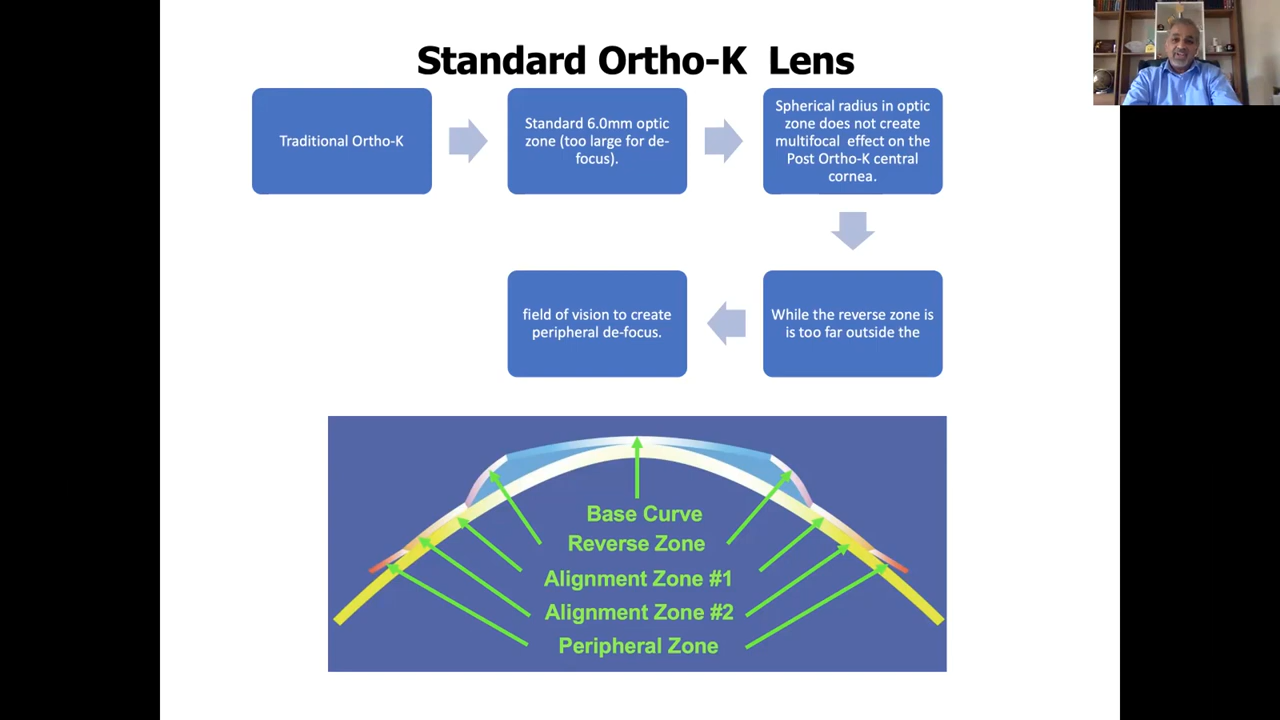 Standard Ortho-K Lens
Traditional Ortho-K
Standard 6.0mm optic
zone (too large for de-
focus).
Spherical radius in optic
zone does not create
multifocal effect on the
Post Ortho-K central
cornea.
While the reverse zone is
is too far outside the
field of vision to create
peripheral de-focus.
Base Curve
Reverse Zone
Alignment Zone #1
Alignment Zone #2
Peripheral Zone